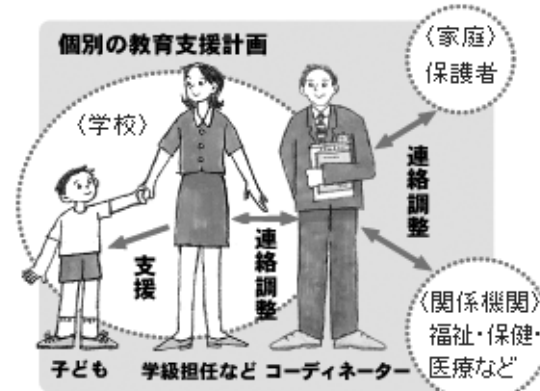 個別の教育支援計画
〈学校〉
〈家庭〉
保護者
連絡調整
支援
連絡調整
〈関係機関〉
福祉・保健・
医療など
子ども
学級担任など
コーディネーター